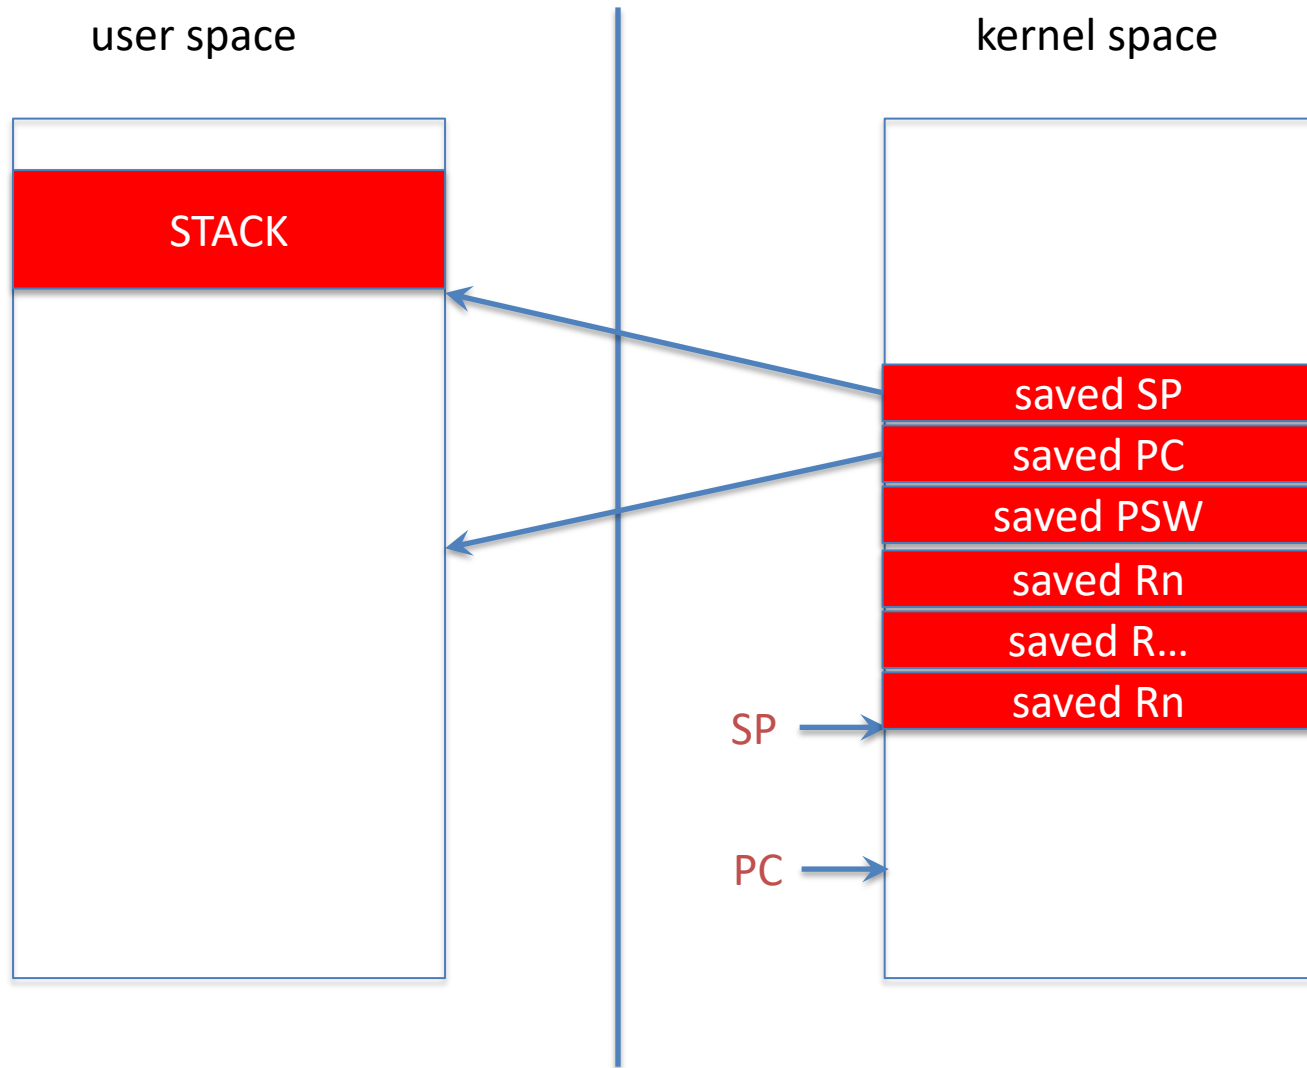 user space
kernel space
STACK
saved SP
saved PC
saved PSW
saved Rn
saved R...
saved Rn
SP
PC